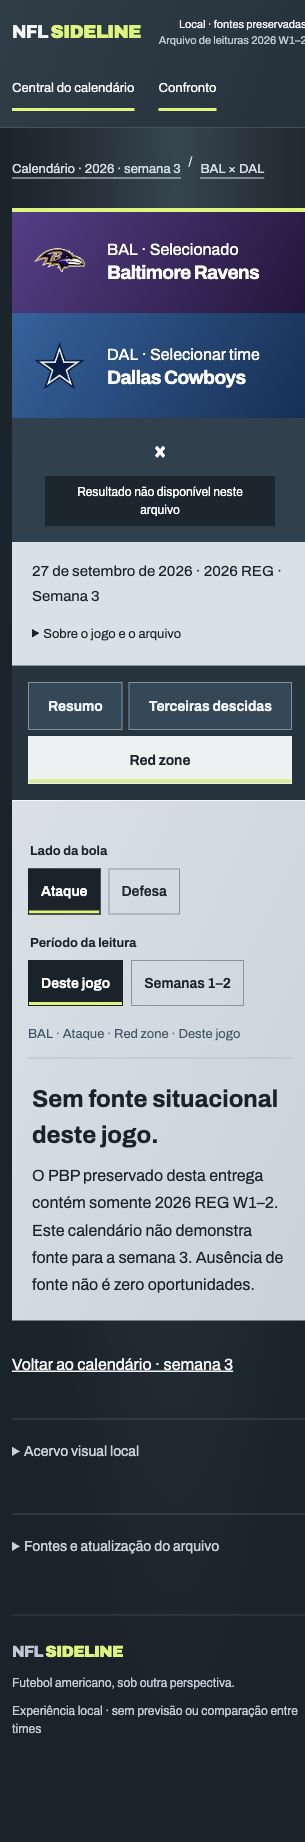 NFL SIDELINE
Local · fontes preservadas
Arquivo de leituras 2026 W1–2
Central do calendário
Confronto
Calendário · 2026 · semana 3 / BAL × DAL
BAL · Selecionado
Baltimore Ravens
DAL · Selecionar time
Dallas Cowboys
×
Resultado não disponível neste
arquivo
27 de setembro de 2026 · 2026 REG ·
Semana 3
Sobre o jogo e o arquivo
Resumo
Terceiras descidas
Red zone
Lado da bola
Ataque
Defesa
Período da leitura
Deste jogo
Semanas 1–2
BAL · Ataque · Red zone · Deste jogo
Sem fonte situacional
deste jogo.
O PBP preservado desta entrega
contém somente 2026 REG W1–2.
Este calendário não demonstra
fonte para a semana 3. Ausência de
fonte não é zero oportunidades.
Voltar ao calendário · semana 3
Acervo visual local
Fontes e atualização do arquivo
NFL SIDELINE
Futebol americano, sob outra perspectiva.
Experiência local · sem previsão ou comparação entre
times